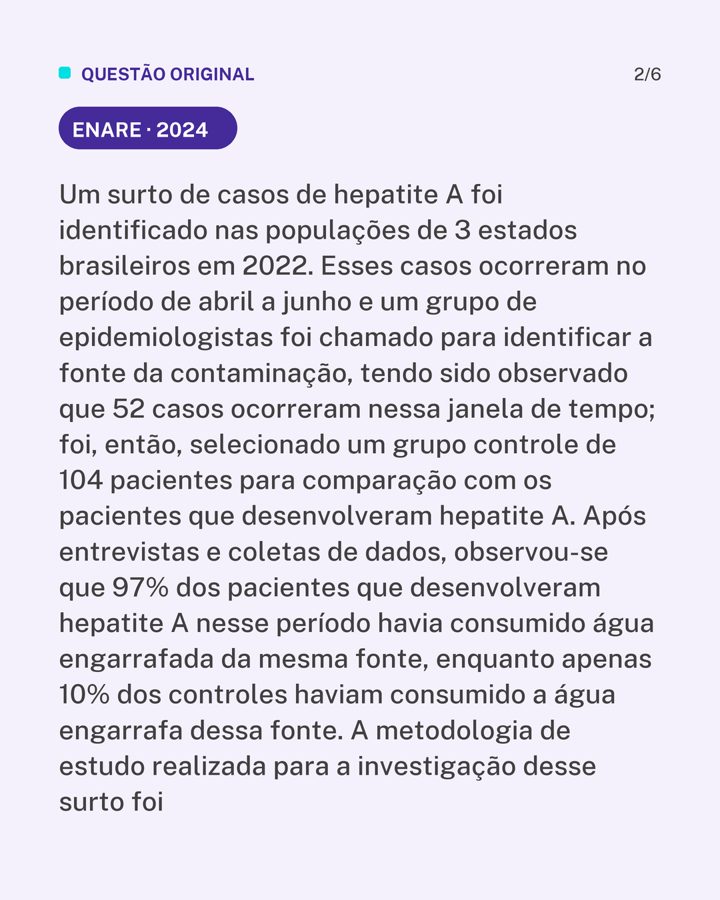 QUESTÃO ORIGINAL
2/6
ENARE · 2024
Um surto de casos de hepatite A foi
identificado nas populações de 3 estados
brasileiros em 2022. Esses casos ocorreram no
período de abril a junho e um grupo de
epidemiologistas foi chamado para identificar a
fonte da contaminação, tendo sido observado
que 52 casos ocorreram nessa janela de tempo;
foi, então, selecionado um grupo controle de
104 pacientes para comparação com os
pacientes que desenvolveram hepatite A. Após
entrevistas e coletas de dados, observou-se
que 97% dos pacientes que desenvolveram
hepatite A nesse período havia consumido água
engarrafada da mesma fonte, enquanto apenas
10% dos controles haviam consumido a água
engarrafa dessa fonte. A metodologia de
estudo realizada para a investigação desse
surto foi